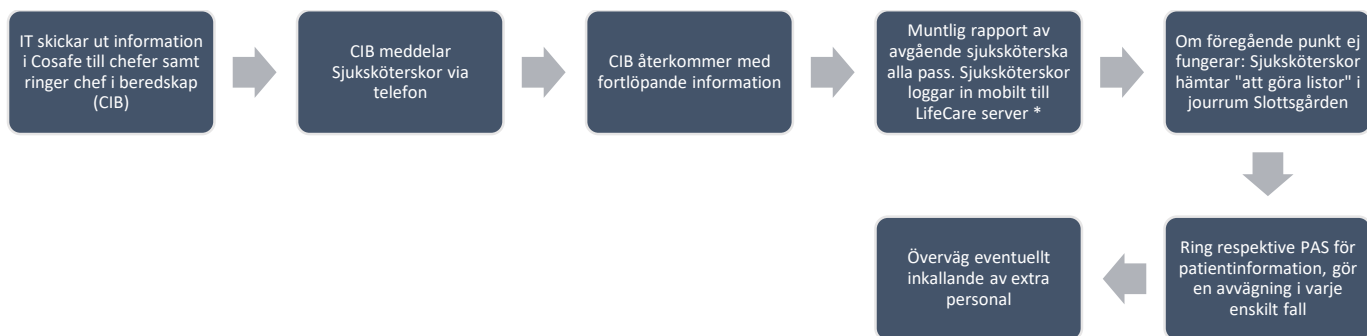 IT skickar ut information
i Cosafe till chefer samt
ringer chef i beredskap
(CIB)
CIB meddelar
Sjuksköterskor via
telefon
CIB återkommer med
fortlöpande information
Muntlig rapport av
avgående sjuksköterska
alla pass. Sjuksköterskor
loggar in mobilt till
LifeCare server *
Om föregående punkt ej
fungerar: Sjuksköterskor
hämtar "att göra listor" i
jourrum Slottsgården
Ring respektive PAS för
patientinformation, gör
en avvägning i varje
enskilt fall
Överväg eventuellt
inkallande av extra
personal